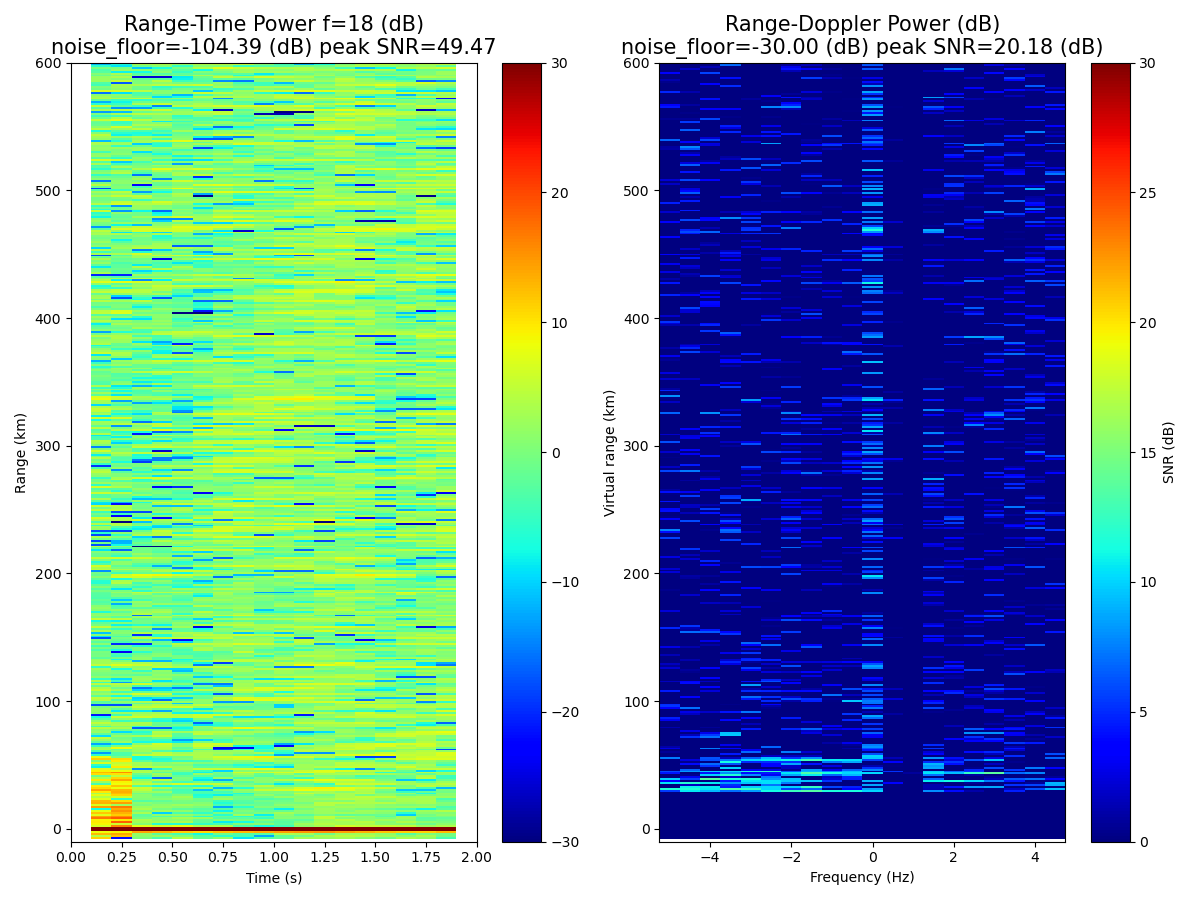 Range-Time Power f=18 (dB)
noise_floor=-104.39 (dB) peak SNR=49.47
Range (km)
600
500
400
300
200
100
0
0.00 0.25 0.50 0.75 1.00 1.25 1.50 1.75 2.00
Time (s)
30
20
10
0
−10
−20
−30
Range-Doppler Power (dB)
noise_floor=-30.00 (dB) peak SNR=20.18 (dB)
Virtual range (km)
600
500
400
300
200
100
0
−4 −2 0 2 4
Frequency (Hz)
30
25
20
15
10
5
0
SNR (dB)